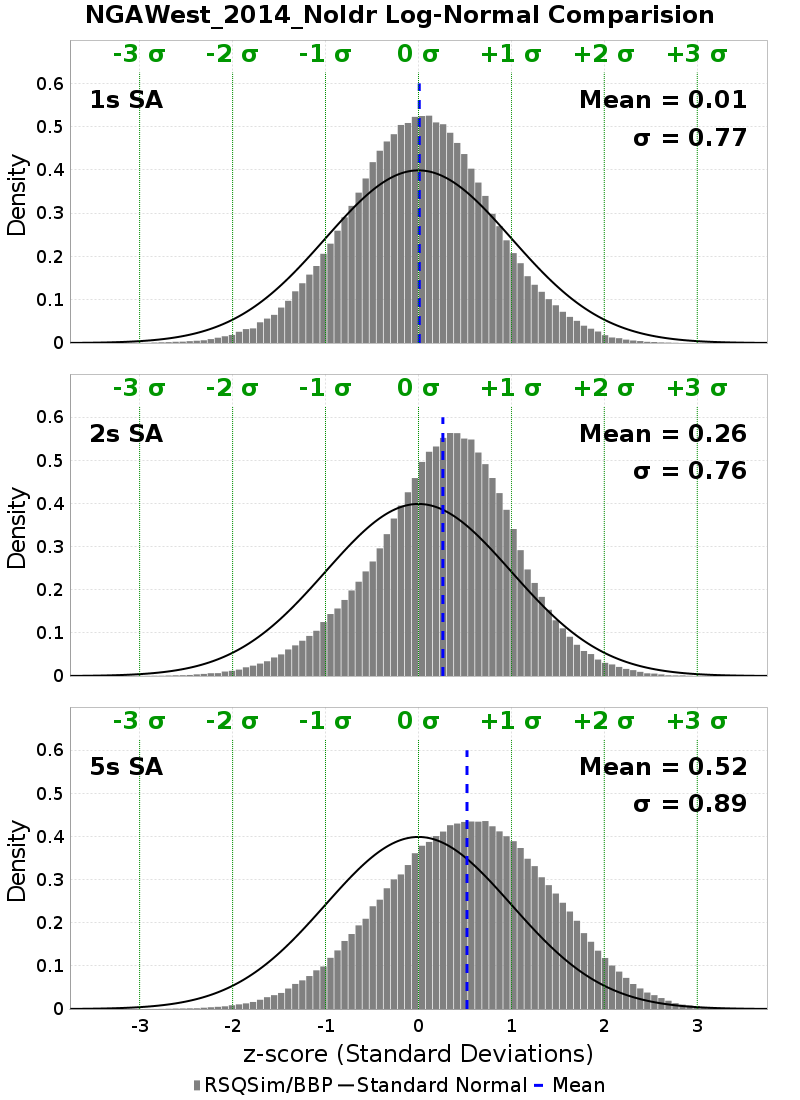 NGAWest_2014_NoIdr Log-Normal Comparision
-3 σ -2 σ -1 σ 0 σ +1 σ +2 σ +3 σ
0.6
1s SA
Mean = 0.01
σ = 0.77
0.5
0.4
0.3
0.2
0.1
0
Density
-3 σ -2 σ -1 σ 0 σ +1 σ +2 σ +3 σ
0.6
2s SA
Mean = 0.26
σ = 0.76
0.5
0.4
0.3
0.2
0.1
0
Density
-3 σ -2 σ -1 σ 0 σ +1 σ +2 σ +3 σ
0.6
5s SA
Mean = 0.52
σ = 0.89
0.5
0.4
0.3
0.2
0.1
0
Density
-3 -2 -1 0 1 2 3
z-score (Standard Deviations)
RSQSim/BBP Standard Normal Mean